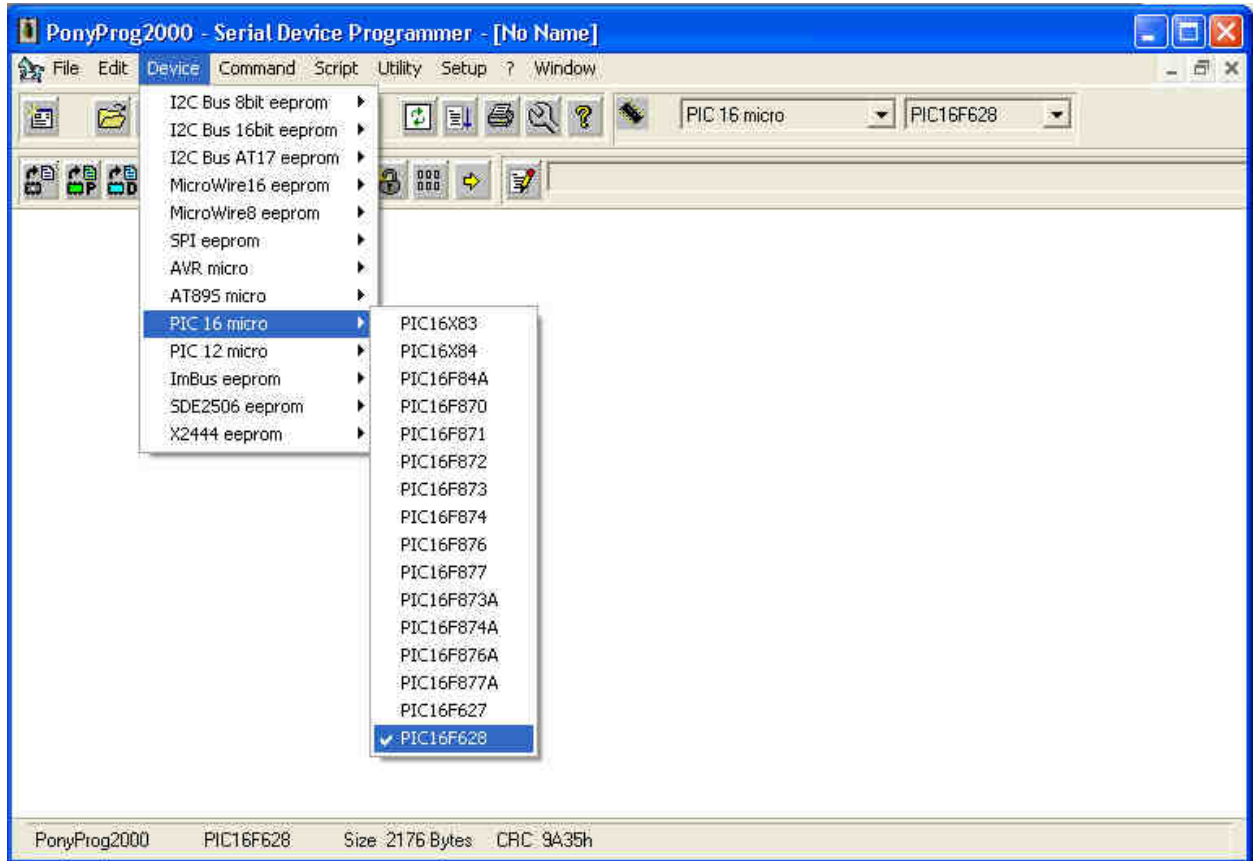 PonyProg2000 - Serial Device Programmer - [No Name]
File Edit Device Command Script Utility Setup ? Window
PIC 16 micro PIC16F628
I2C Bus 8bit eeprom
I2C Bus 16bit eeprom
I2C Bus AT17 eeprom
MicroWire16 eeprom
MicroWire8 eeprom
SPI eeprom
AVR micro
AT89S micro
PIC 16 micro
PIC 12 micro
ImBus eeprom
SDE2506 eeprom
X2444 eeprom
PIC16X83
PIC16X84
PIC16F84A
PIC16F870
PIC16F871
PIC16F872
PIC16F873
PIC16F874
PIC16F876
PIC16F877
PIC16F873A
PIC16F874A
PIC16F876A
PIC16F877A
PIC16F627
PIC16F628
PonyProg2000 PIC16F628 Size 2176 Bytes CRC 9A35h